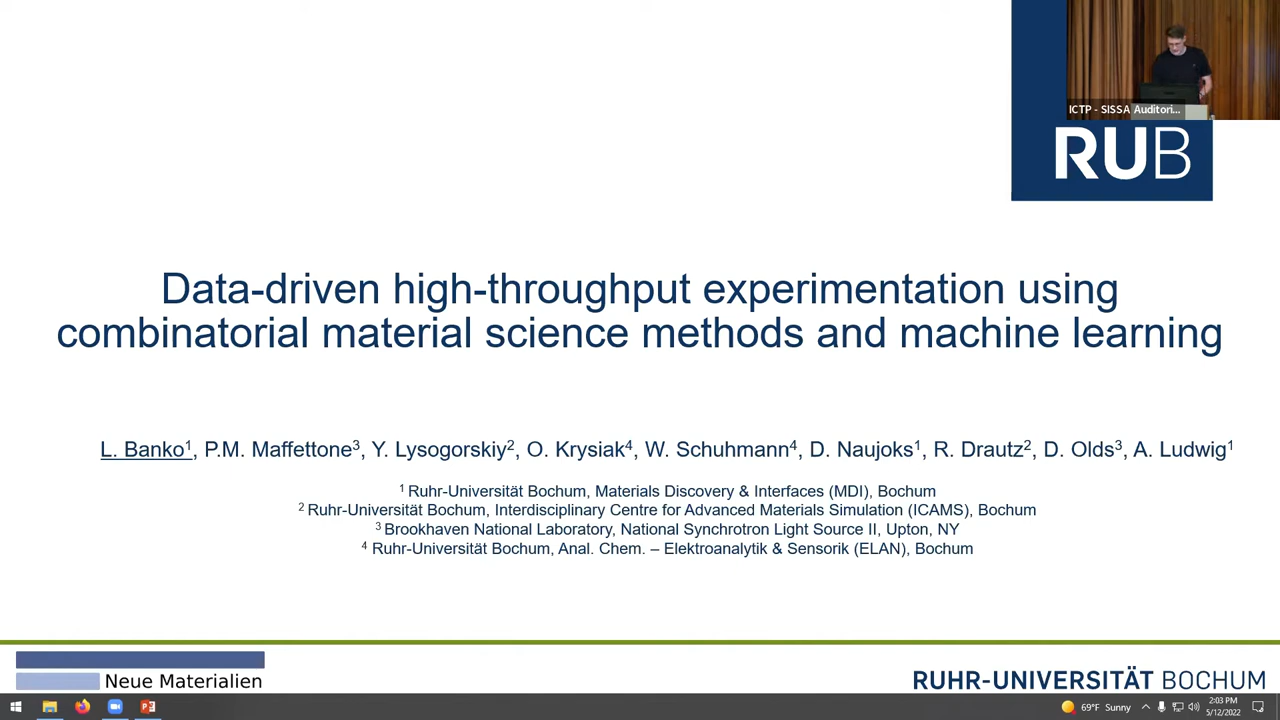 ICTP - SISSA Auditori...
RUB
Data-driven high-throughput experimentation using
combinatorial material science methods and machine learning
L. Banko¹, P.M. Maffettone³, Y. Lysogorskiy², O. Krysiak⁴, W. Schuhmann⁴, D. Naujoks¹, R. Drautz², D. Olds³, A. Ludwig¹
¹ Ruhr-Universität Bochum, Materials Discovery & Interfaces (MDI), Bochum
² Ruhr-Universität Bochum, Interdisciplinary Centre for Advanced Materials Simulation (ICAMS), Bochum
³ Brookhaven National Laboratory, National Synchrotron Light Source II, Upton, NY
⁴ Ruhr-Universität Bochum, Anal. Chem. – Elektroanalytik & Sensorik (ELAN), Bochum
Neue Materialien
RUHR-UNIVERSITÄT BOCHUM
69°F Sunny
2:03 PM
5/12/2022